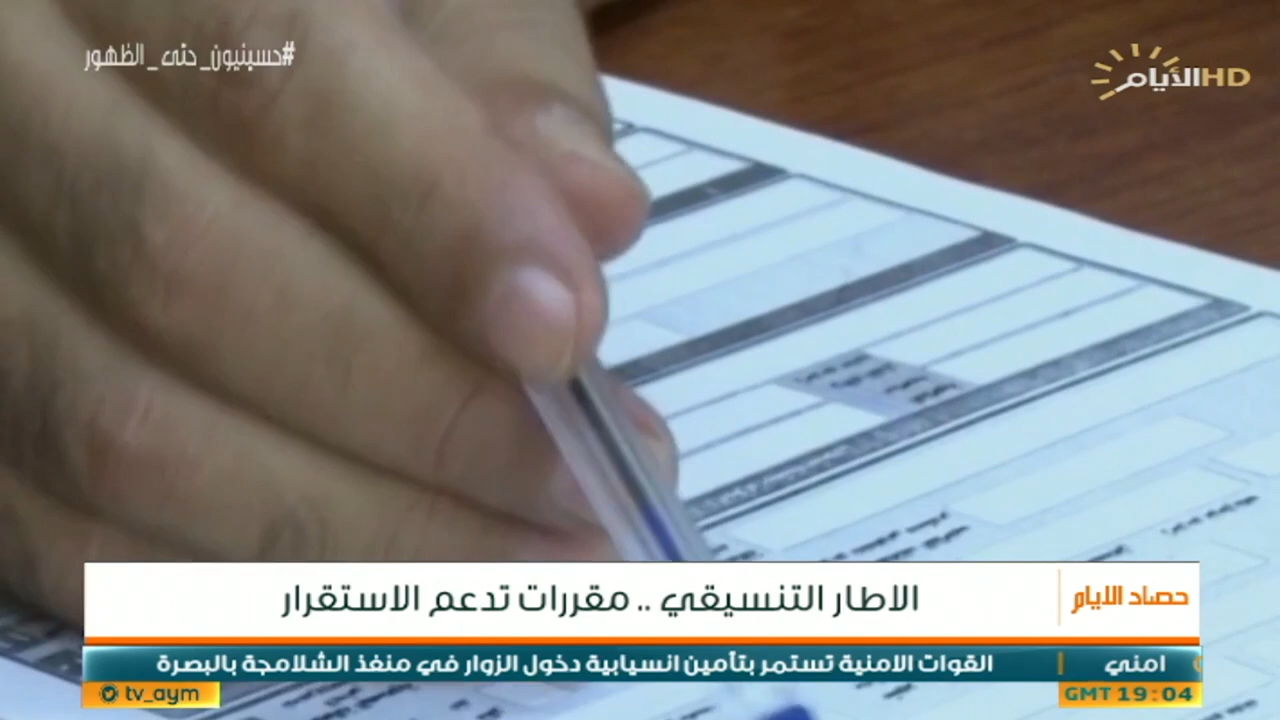 #حسينيون_حتى_الظهور
الأيام HD
حصاد الايام
الاطار التنسيقي .. مقررات تدعم الاستقرار
امني | القوات الامنية تستمر بتأمين انسيابية دخول الزوار في منفذ الشلامجة بالبصرة
tv_aym
GMT 19:04